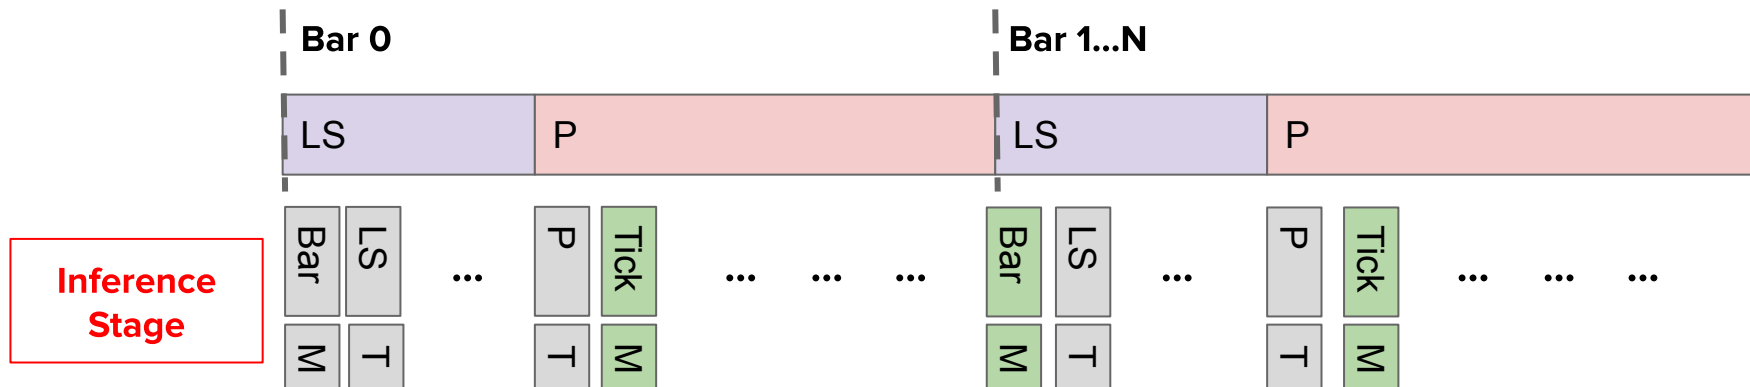 Bar 0
Bar 1...N
LS
P
LS
P
Bar
LS
...
P
Tick
...
...
...
Bar
LS
...
P
Tick
...
...
...
Inference
Stage
M
T
T
M
M
T
T
M